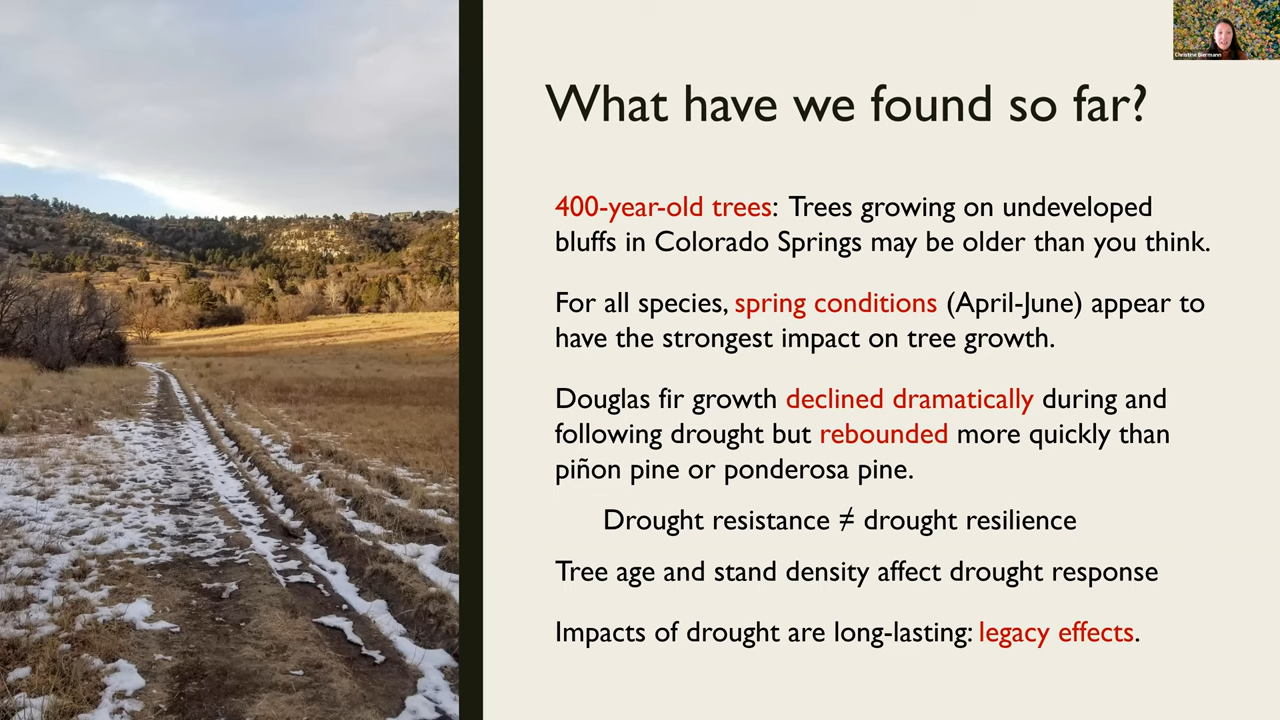 Christine Biermann
What have we found so far?
400-year-old trees: Trees growing on undeveloped
bluffs in Colorado Springs may be older than you think.
For all species, spring conditions (April-June) appear to
have the strongest impact on tree growth.
Douglas fir growth declined dramatically during and
following drought but rebounded more quickly than
piñon pine or ponderosa pine.
Drought resistance ≠ drought resilience
Tree age and stand density affect drought response
Impacts of drought are long-lasting: legacy effects.